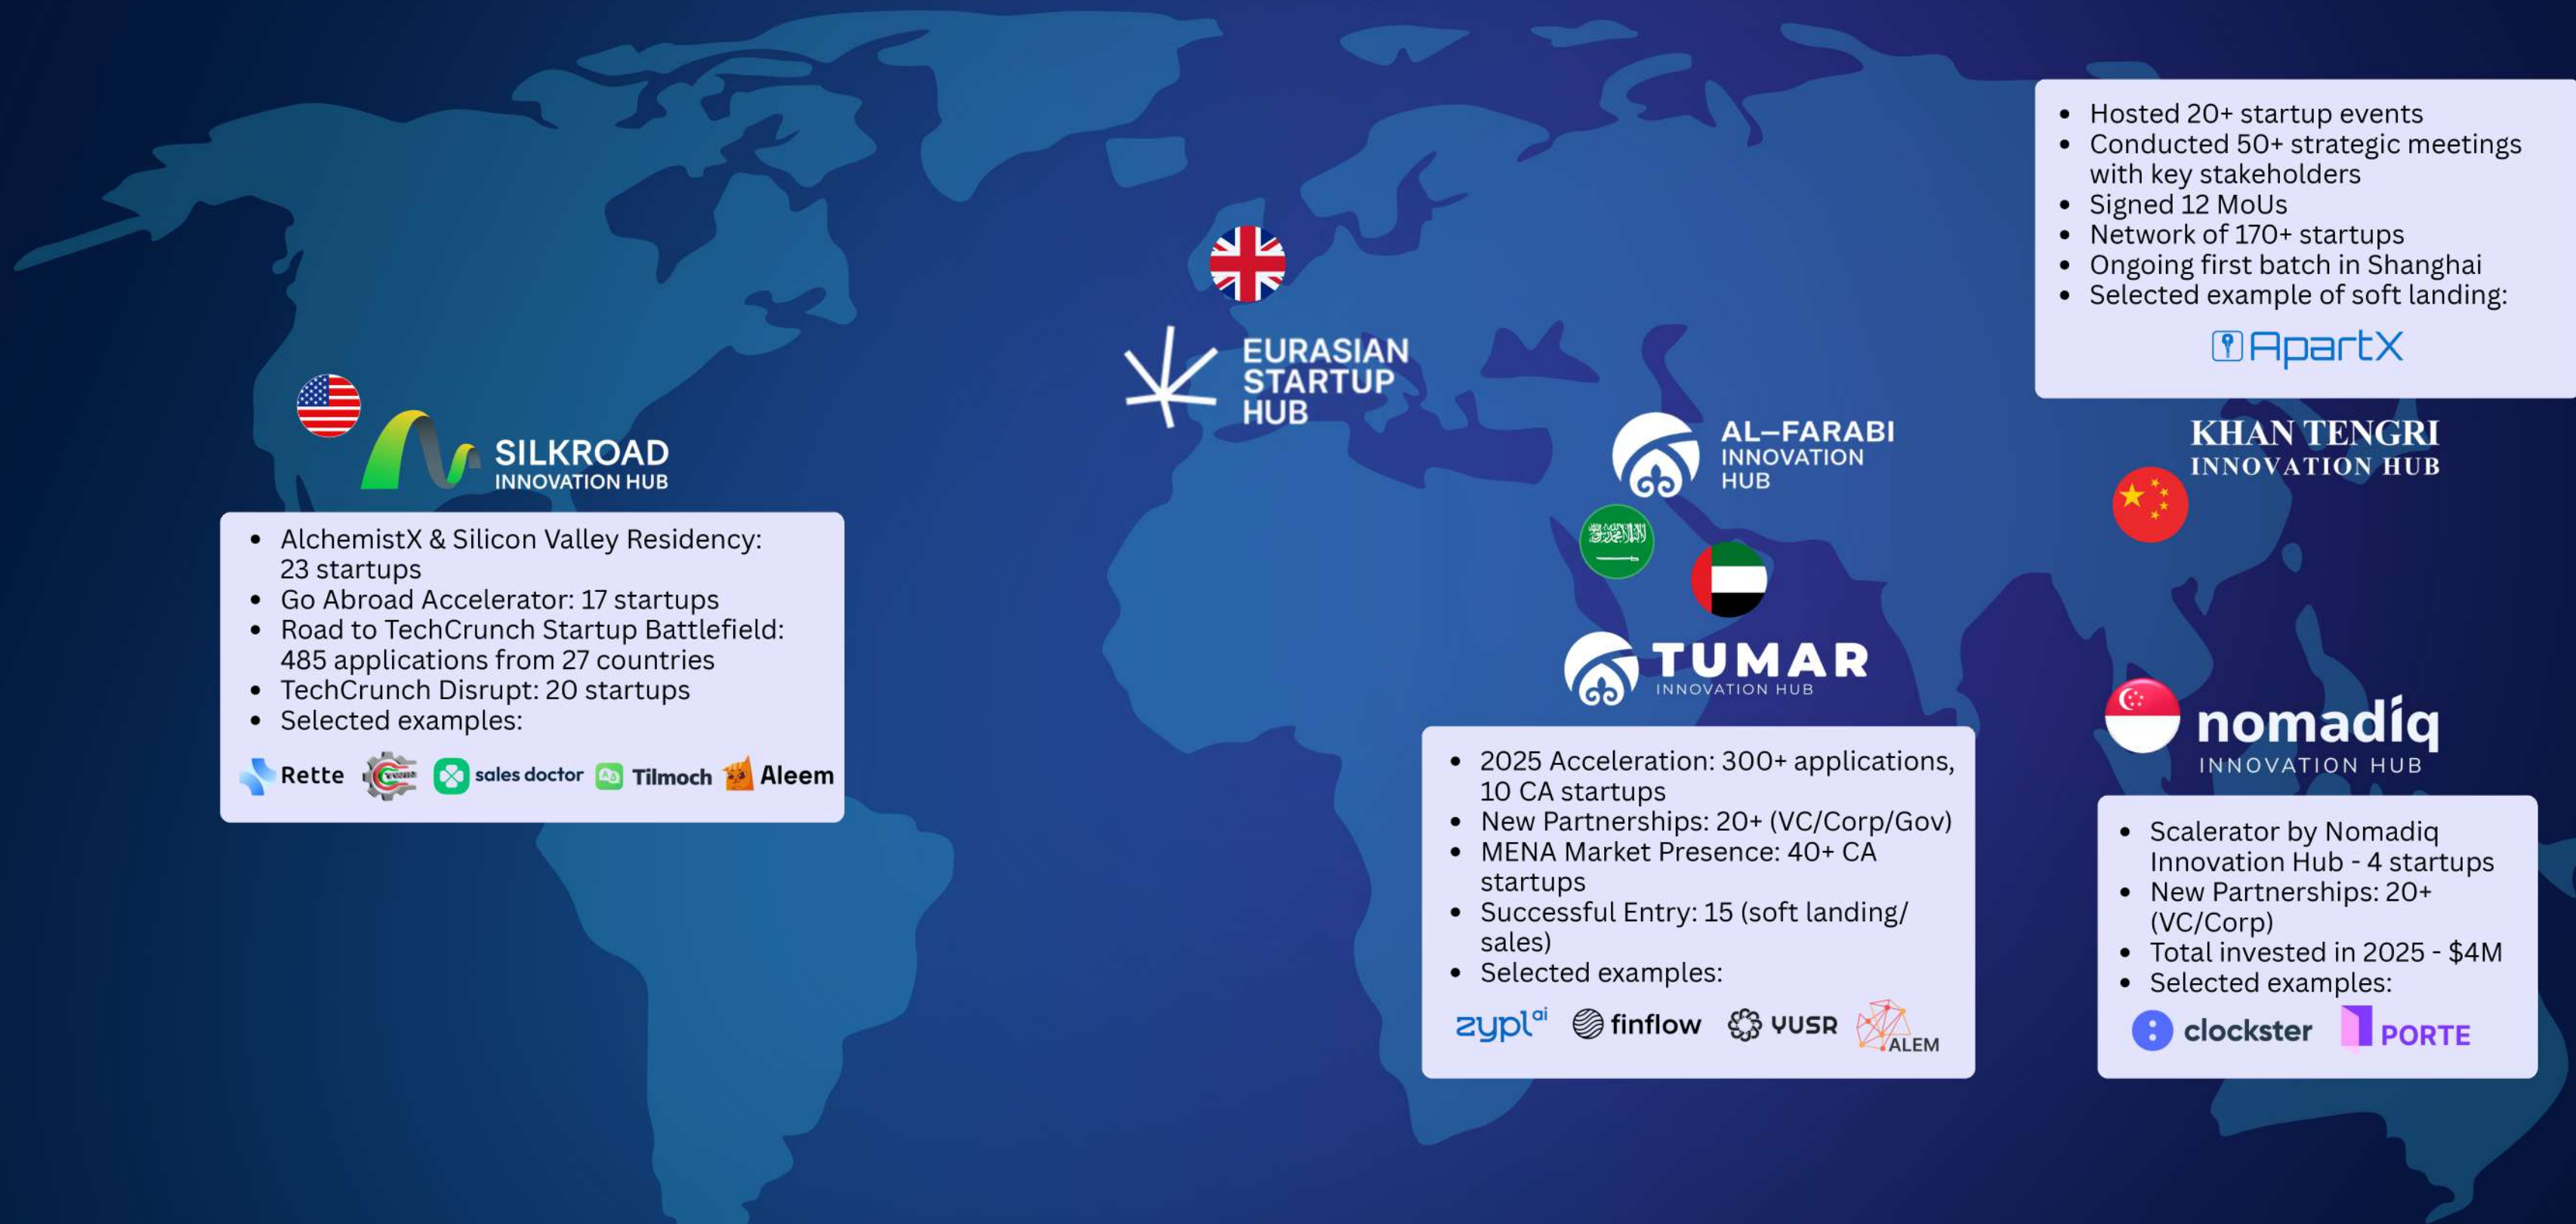 SILKROAD
INNOVATION HUB
• AlchemistX & Silicon Valley Residency:
23 startups
• Go Abroad Accelerator: 17 startups
• Road to TechCrunch Startup Battlefield:
485 applications from 27 countries
• TechCrunch Disrupt: 20 startups
• Selected examples:
Rette
sales doctor
Tilmoch
Aleem
EURASIAN
STARTUP
HUB
AL–FARABI
INNOVATION
HUB
TUMAR
INNOVATION HUB
• 2025 Acceleration: 300+ applications,
10 CA startups
• New Partnerships: 20+ (VC/Corp/Gov)
• MENA Market Presence: 40+ CA
startups
• Successful Entry: 15 (soft landing/
sales)
• Selected examples:
zypl ai
finflow
YUSR
ALEM
• Hosted 20+ startup events
• Conducted 50+ strategic meetings
with key stakeholders
• Signed 12 MoUs
• Network of 170+ startups
• Ongoing first batch in Shanghai
• Selected example of soft landing:
ApartX
KHAN TENGRI
INNOVATION HUB
nomadíq
INNOVATION HUB
• Scalerator by Nomadiq
Innovation Hub - 4 startups
• New Partnerships: 20+
(VC/Corp)
• Total invested in 2025 - $4M
• Selected examples:
clockster
PORTE